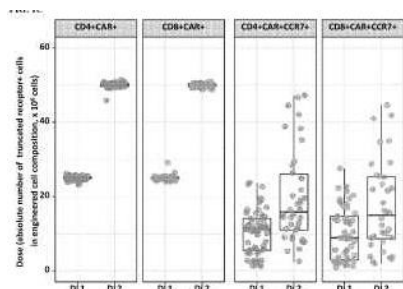 CD4+CAR+
CD8+CAR+
CD4+CAR+CCR7+
CD8+CAR+CCR7+
Dose (absolute number of truncated receptor+ cells
in engineered cell composition, x 10⁶ cells)
60
40
20
0
DL1
DL2
DL1
DL2
DL1
DL2
DL1
DL2